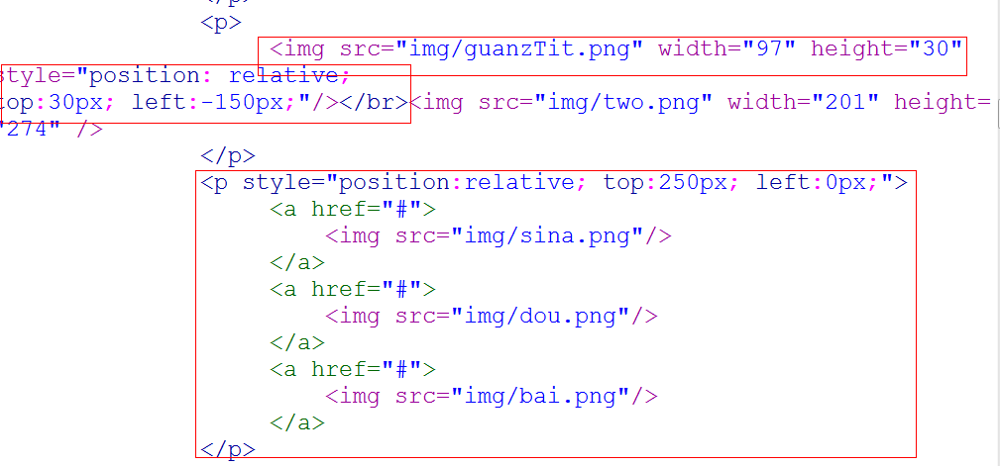 </p>
<p>
<img src="img/guanzTit.png" width="97" height="30"
style="position: relative;
top:30px; left:-150px;"/></br><img src="img/two.png" width="201" height=
"274" />
</p>
<p style="position:relative; top:250px; left:0px;">
<a href="#">
<img src="img/sina.png"/>
</a>
<a href="#">
<img src="img/dou.png"/>
</a>
<a href="#">
<img src="img/bai.png"/>
</a>
</p>